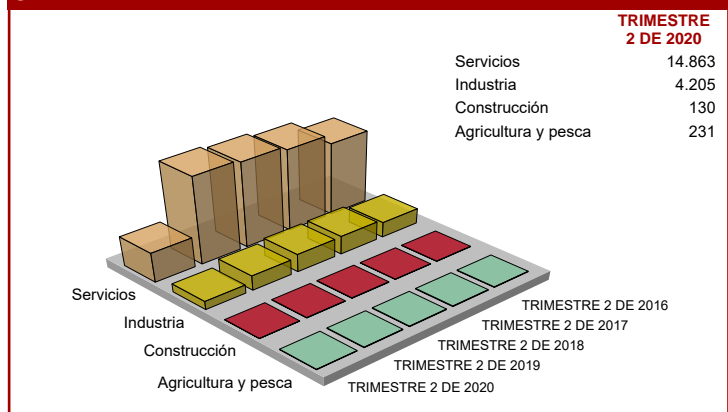 TRIMESTRE
2 DE 2020
Servicios 14.863
Industria 4.205
Construcción 130
Agricultura y pesca 231
Servicios
Industria
Construcción
Agricultura y pesca
TRIMESTRE 2 DE 2016
TRIMESTRE 2 DE 2017
TRIMESTRE 2 DE 2018
TRIMESTRE 2 DE 2019
TRIMESTRE 2 DE 2020